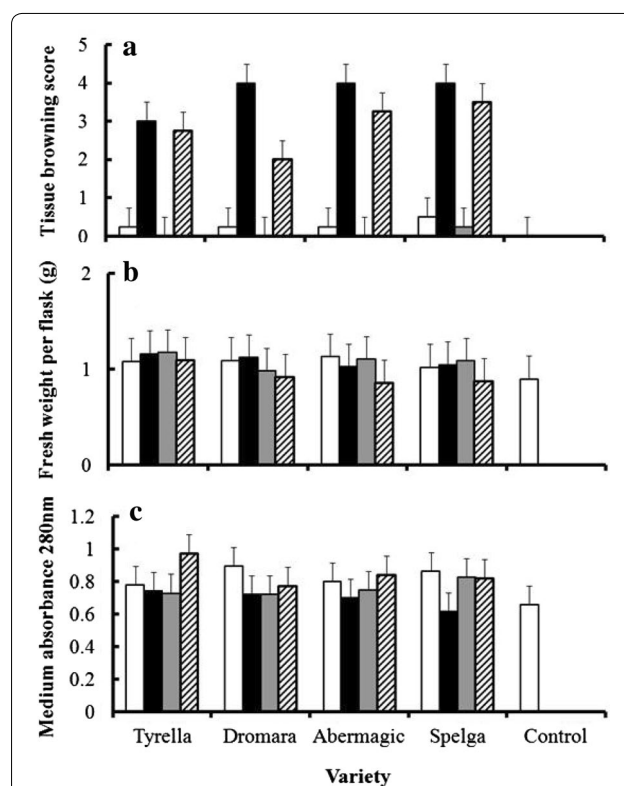 a
Tissue browning score
5
4
3
2
1
0
b
Fresh weight per flask (g)
2
1
0
c
Medium absorbance 280nm
1.2
1
0.8
0.6
0.4
0.2
0
Tyrella Dromara Abermagic Spelga Control
Variety